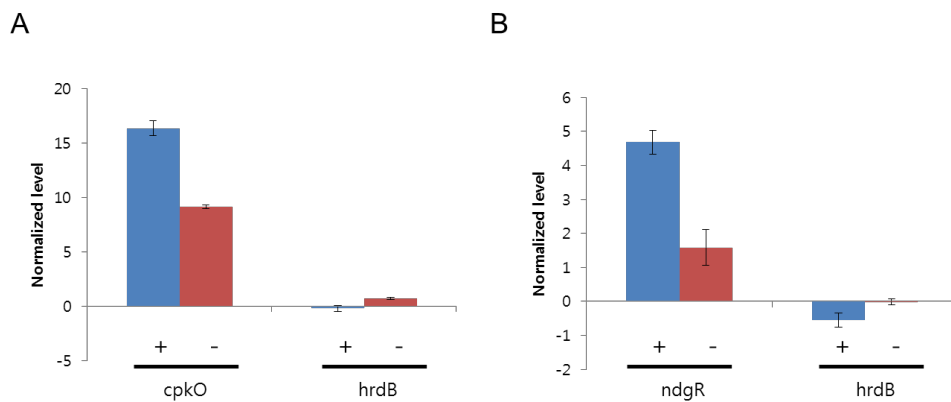 A
B
Normalized level
20
15
10
5
0
-5
+ - + -
cpkO hrdB
Normalized level
6
5
4
3
2
1
0
-1
-2
+ - + -
ndgR hrdB